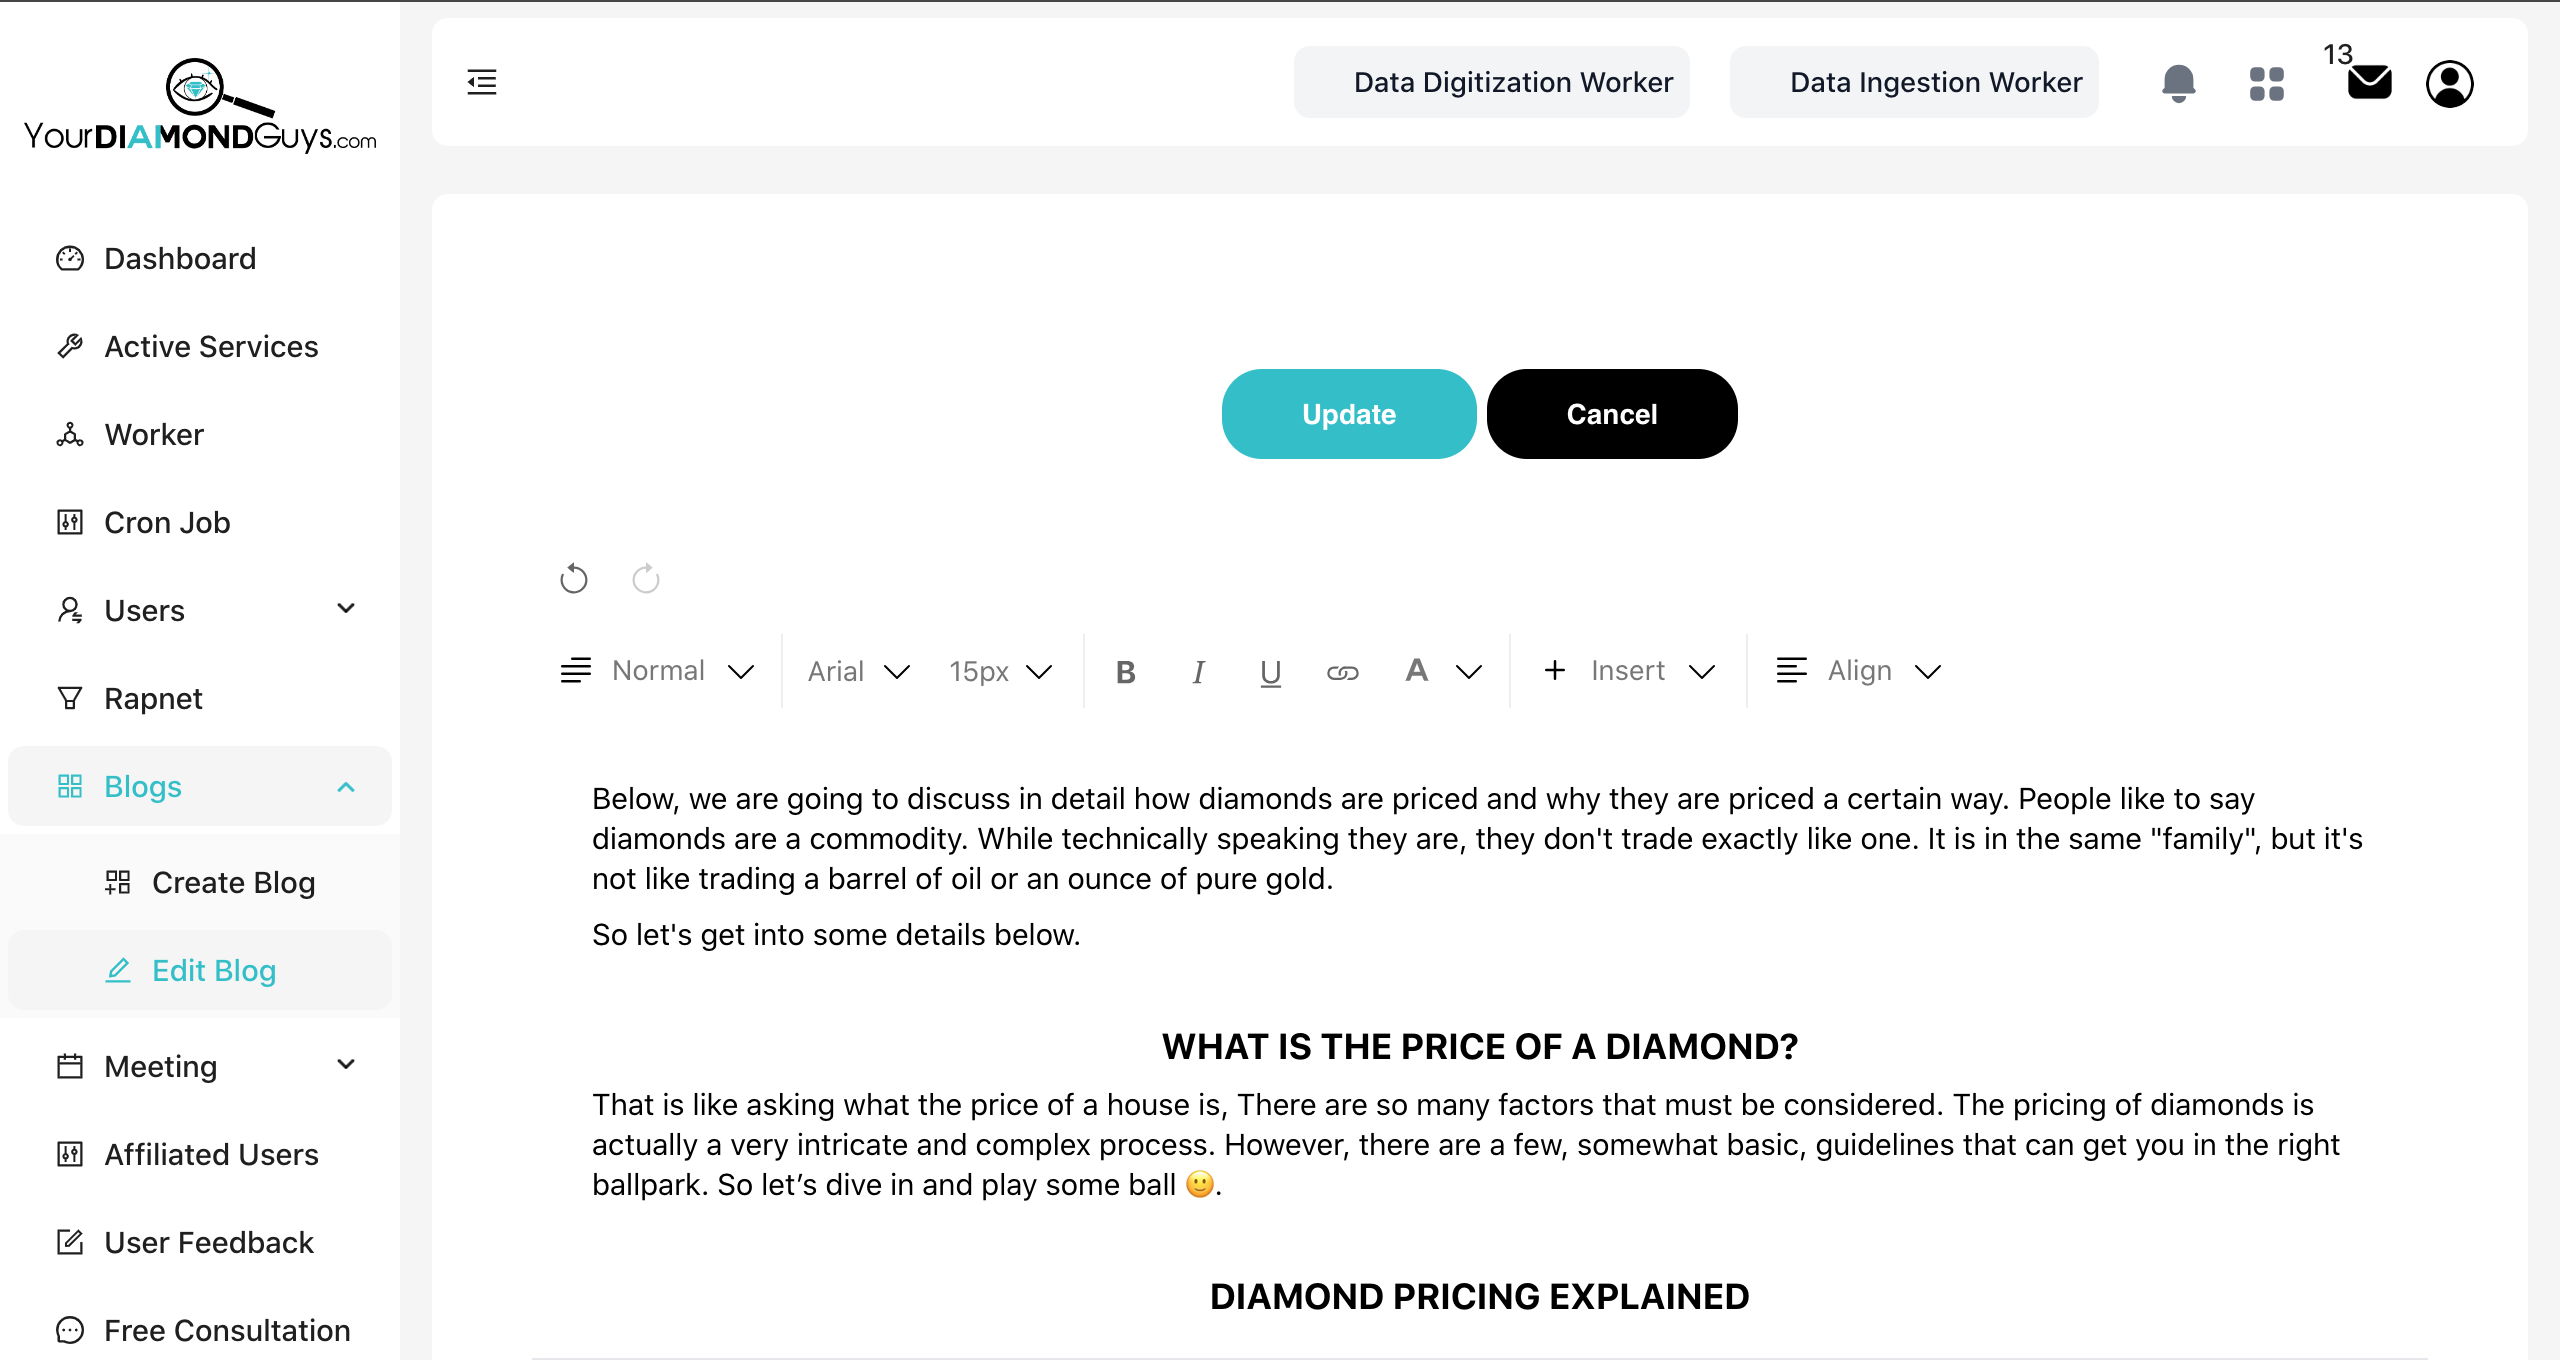 YourDIAMONDGuys.com
Dashboard
Active Services
Worker
Cron Job
Users
Rapnet
Blogs
Create Blog
Edit Blog
Meeting
Affiliated Users
User Feedback
Free Consultation
Data Digitization Worker
Data Ingestion Worker
13
Update
Cancel
Normal
Arial
15px
B
I
U
A
Insert
Align
Below, we are going to discuss in detail how diamonds are priced and why they are priced a certain way. People like to say
diamonds are a commodity. While technically speaking they are, they don't trade exactly like one. It is in the same "family", but it's
not like trading a barrel of oil or an ounce of pure gold.
So let's get into some details below.
WHAT IS THE PRICE OF A DIAMOND?
That is like asking what the price of a house is, There are so many factors that must be considered. The pricing of diamonds is
actually a very intricate and complex process. However, there are a few, somewhat basic, guidelines that can get you in the right
ballpark. So let’s dive in and play some ball 🙂.
DIAMOND PRICING EXPLAINED